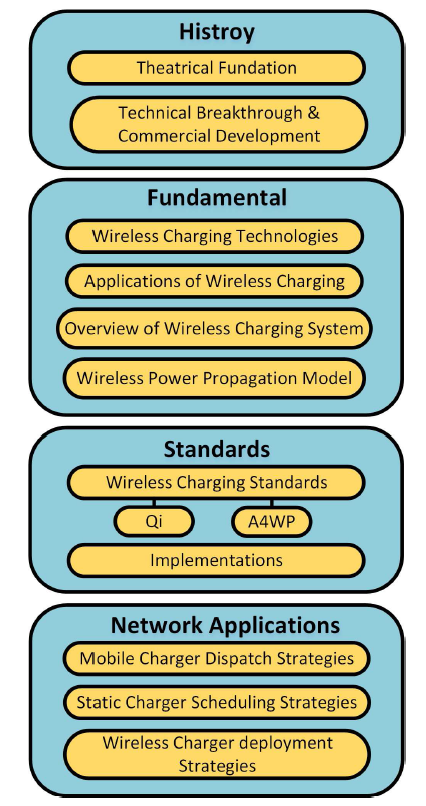 Histroy
Theatrical Fundation
Technical Breakthrough &
Commercial Development
Fundamental
Wireless Charging Technologies
Applications of Wireless Charging
Overview of Wireless Charging System
Wireless Power Propagation Model
Standards
Wireless Charging Standards
Qi
A4WP
Implementations
Network Applications
Mobile Charger Dispatch Strategies
Static Charger Scheduling Strategies
Wireless Charger deployment
Strategies